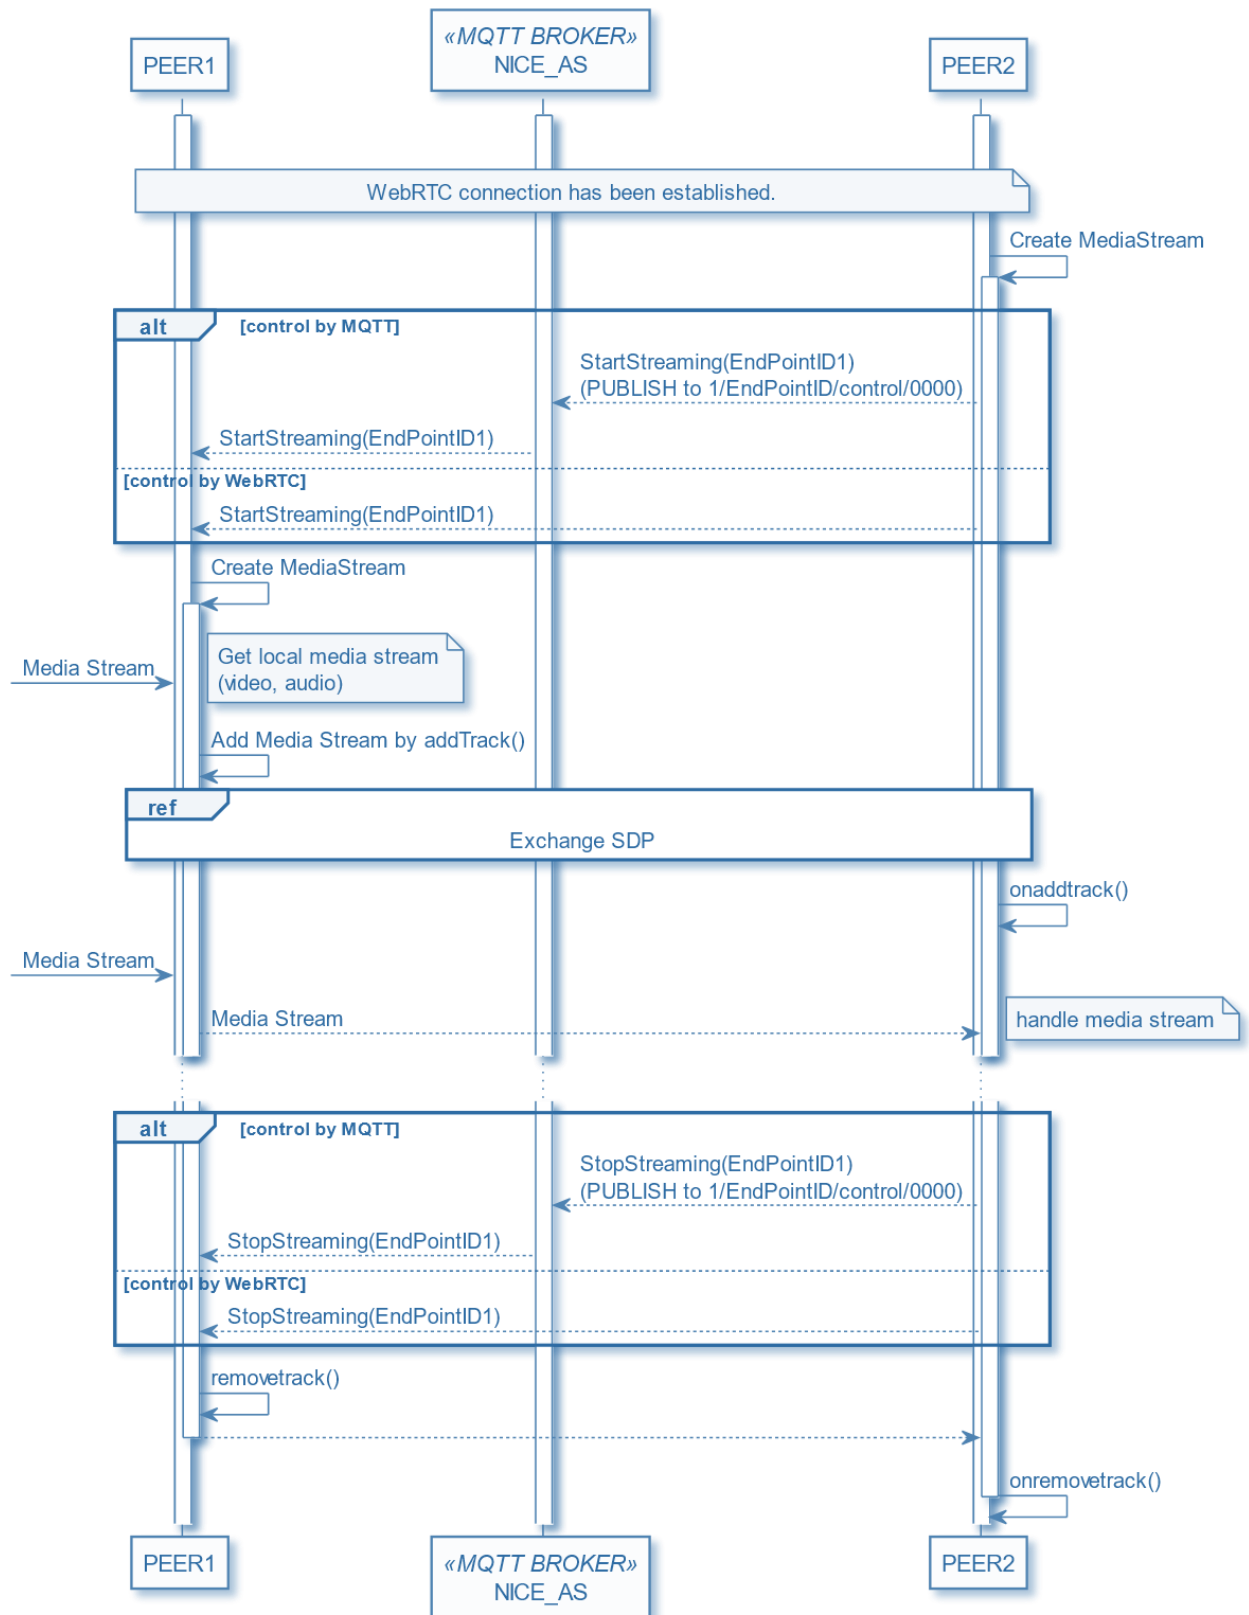 PEER1
«MQTT BROKER»
NICE_AS
PEER2
WebRTC connection has been established.
Create MediaStream
alt
[control by MQTT]
StartStreaming(EndPointID1)
(PUBLISH to 1/EndPointID/control/0000)
StartStreaming(EndPointID1)
[control by WebRTC]
StartStreaming(EndPointID1)
Create MediaStream
Get local media stream
(video, audio)
Media Stream
Add Media Stream by addTrack()
ref
Exchange SDP
onaddtrack()
Media Stream
Media Stream
handle media stream
alt
[control by MQTT]
StopStreaming(EndPointID1)
(PUBLISH to 1/EndPointID/control/0000)
StopStreaming(EndPointID1)
[control by WebRTC]
StopStreaming(EndPointID1)
removetrack()
onremovetrack()
PEER1
«MQTT BROKER»
NICE_AS
PEER2